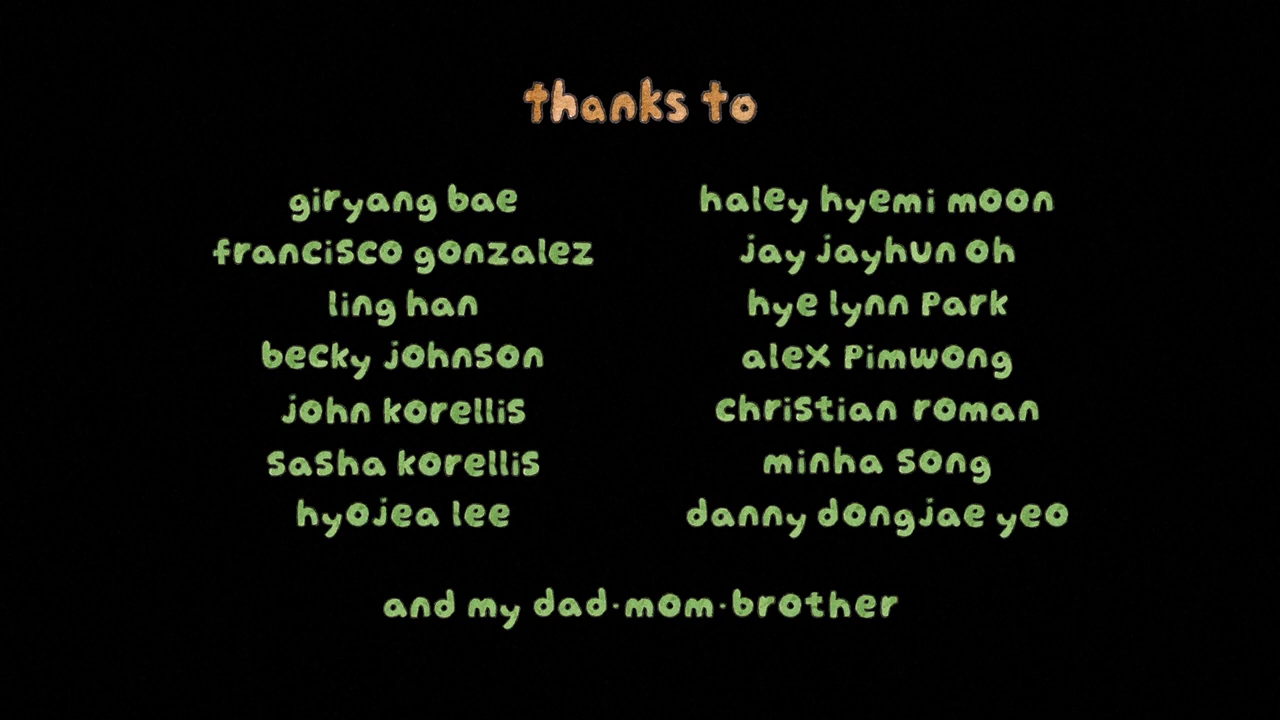 thanks to
giryang bae
francisco gonzalez
ling han
becky johnson
john korellis
sasha korellis
hyojea lee
haley hyemi moon
jay jayhun oh
hye lynn park
alex pimwong
christian roman
minha song
danny dongjae yeo
and my dad·mom·brother